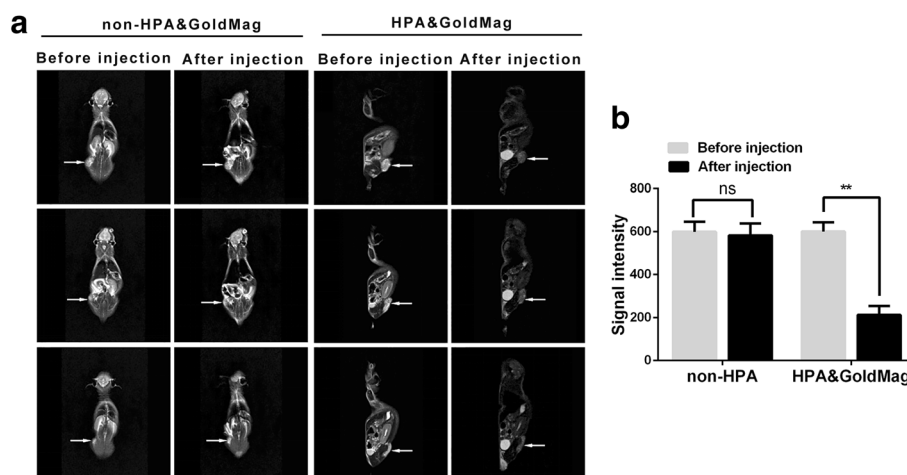 a
non-HPA&GoldMag
HPA&GoldMag
Before injection
After injection
Before injection
After injection
b
Before injection
After injection
Signal intensity
800
600
400
200
0
ns
**
non-HPA
HPA&GoldMag